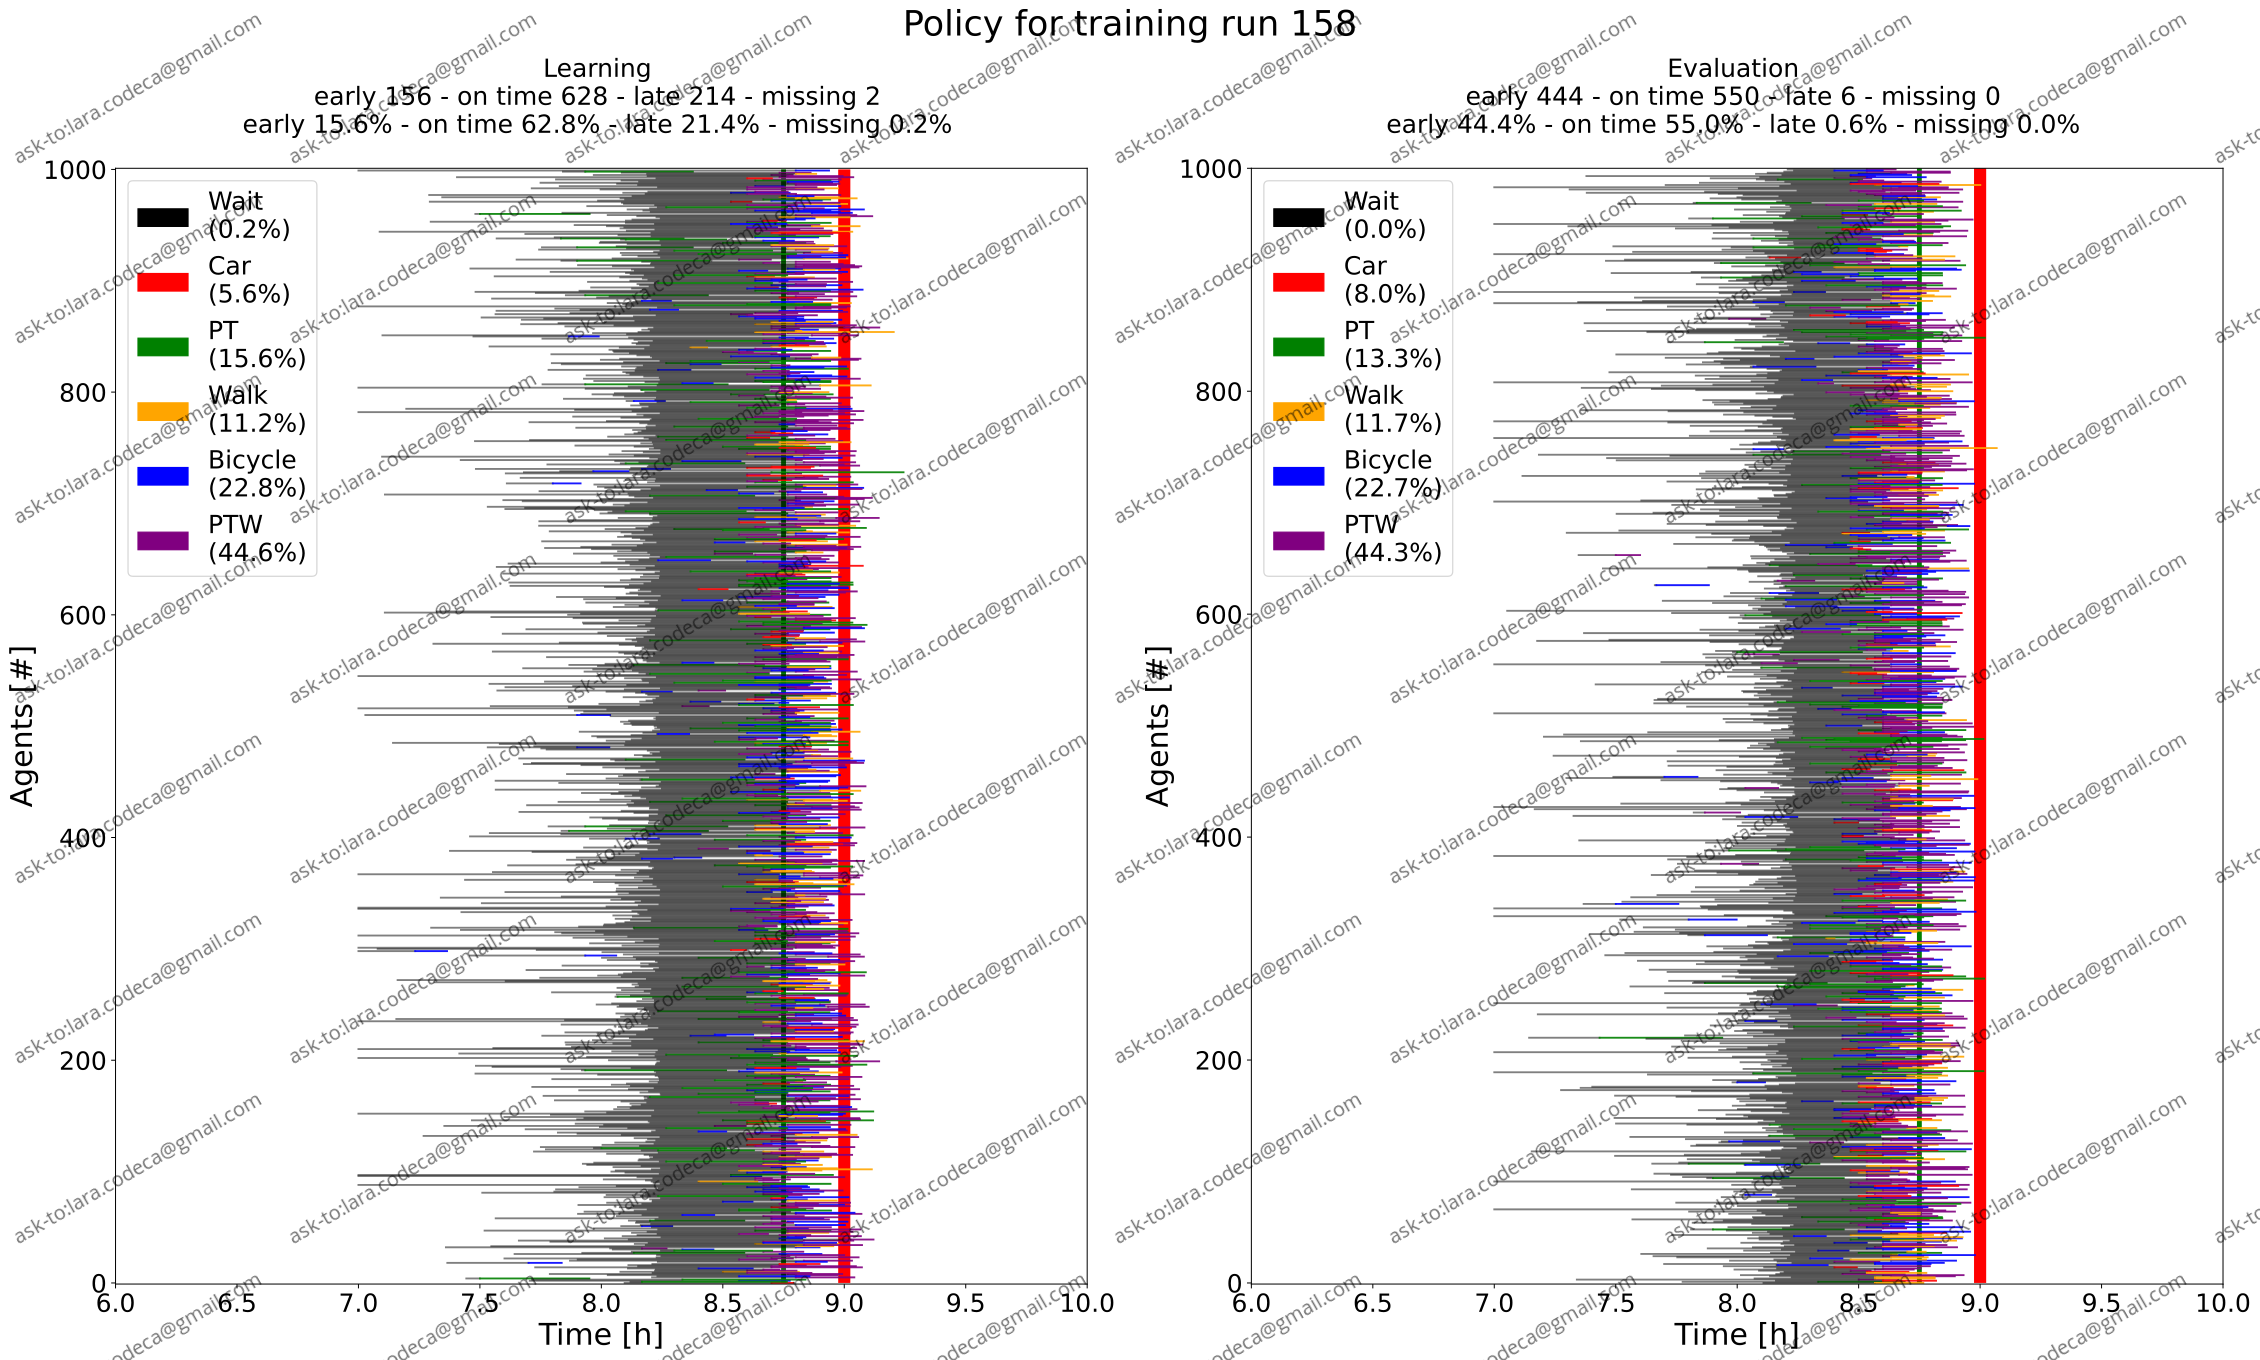 Policy for training run 158
Learning
early 156 - on time 628 - late 214 - missing 2
early 15.6% - on time 62.8% - late 21.4% - missing 0.2%
Wait
(0.2%)
Car
(5.6%)
PT
(15.6%)
Walk
(11.2%)
Bicycle
(22.8%)
PTW
(44.6%)
1000
800
600
400
200
0
Agents [#]
6.0 6.5 7.0 7.5 8.0 8.5 9.0 9.5 10.0
Time [h]
Evaluation
early 444 - on time 550 - late 6 - missing 0
early 44.4% - on time 55.0% - late 0.6% - missing 0.0%
Wait
(0.0%)
Car
(8.0%)
PT
(13.3%)
Walk
(11.7%)
Bicycle
(22.7%)
PTW
(44.3%)
1000
800
600
400
200
0
Agents [#]
6.0 6.5 7.0 7.5 8.0 8.5 9.0 9.5 10.0
Time [h]
ask-to:lara.codeca@gmail.com